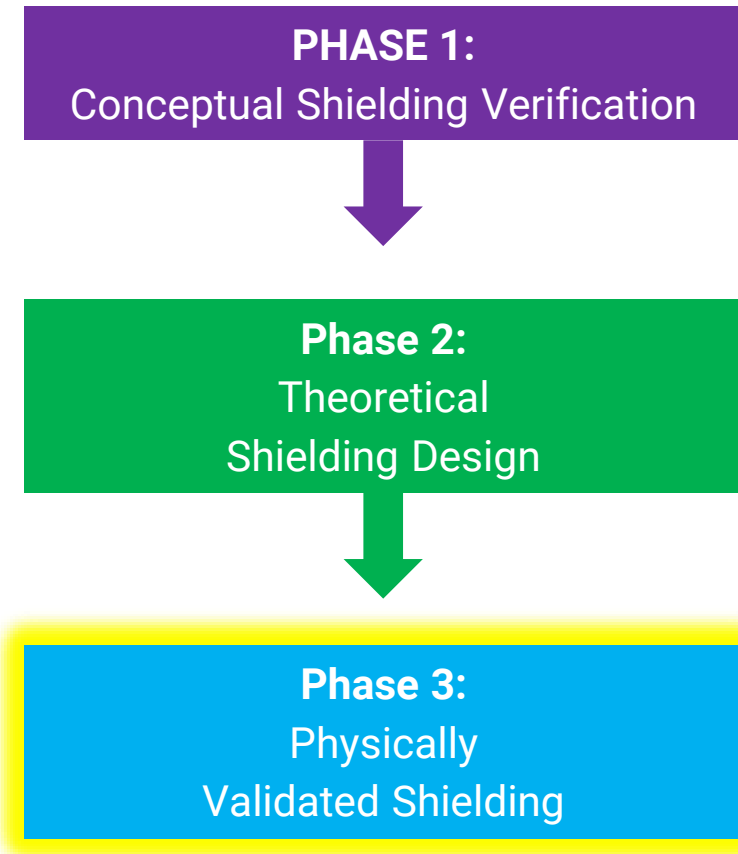 PHASE 1:
Conceptual Shielding Verification
Phase 2:
Theoretical
Shielding Design
Phase 3:
Physically
Validated Shielding